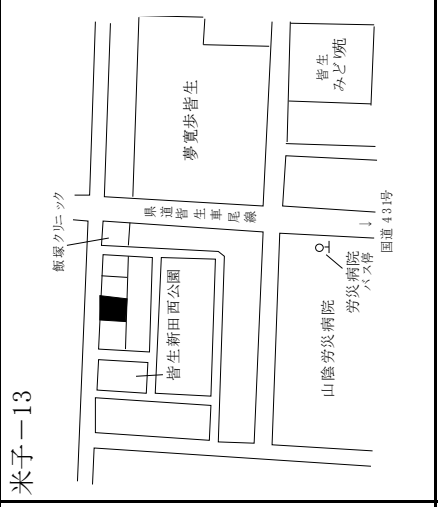 米子－13
飯塚クリニック
夢寛歩皆生
皆生
みどり苑
県道皆生車尾線
皆生新田西公園
労災病院
バス停
山陰労災病院
↓
国道431号